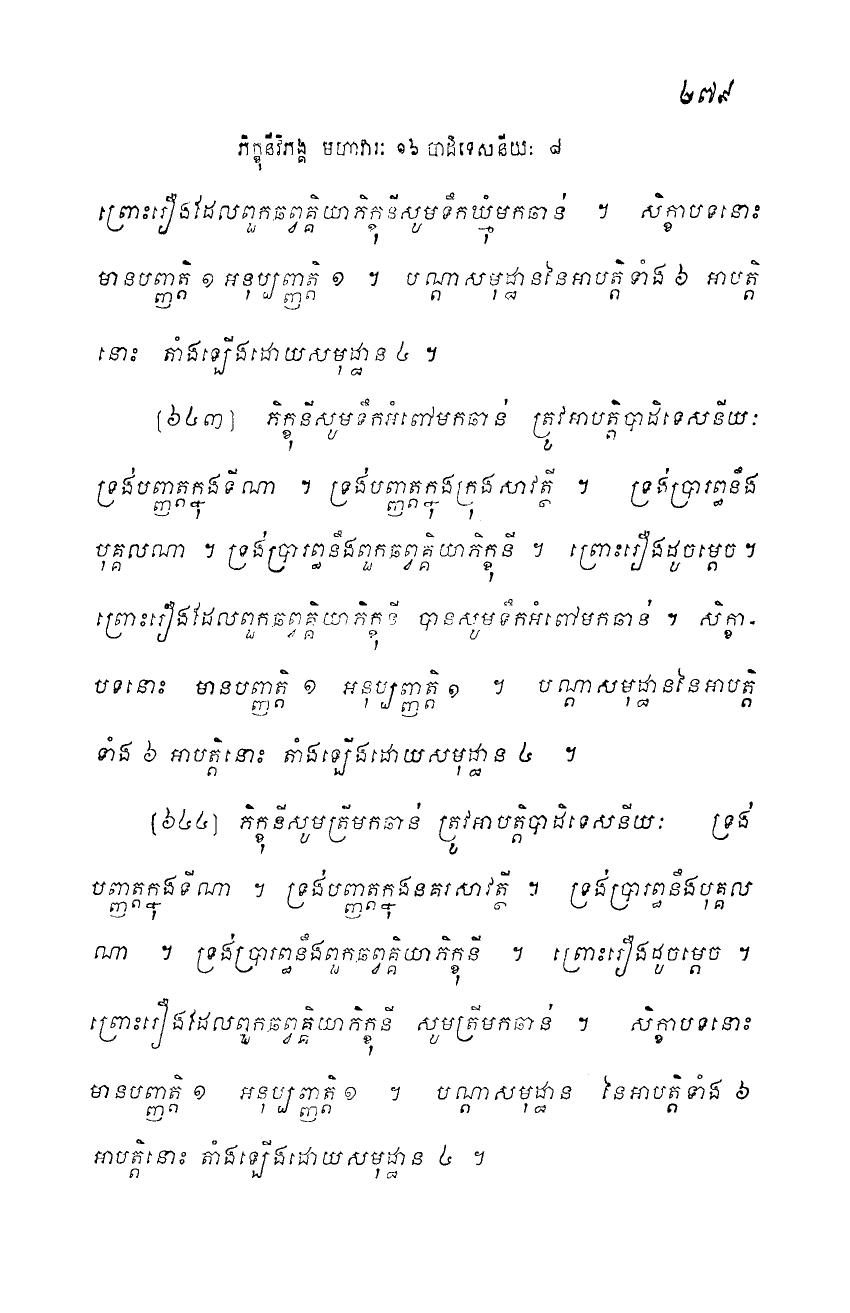 ២៧៩
ភិក្ខុនីវិភង្គ មហាវារៈ ១៦ បាដិទេសនីយៈ ៨
ព្រោះរឿងដែលពួកឆព្វគ្គិយាភិក្ខុនីសូមទឹកឃ្មុំមកឆាន់ ។ សិក្ខាបទនោះ
មានបញ្ញត្តិ ១ អនុប្បញ្ញត្តិ ១ ។ បណ្តាសមុដ្ឋាននៃអាបត្តិទាំង ៦ អាបត្តិ
នោះ តាំងឡើងដោយសមុដ្ឋាន ៤ ។
[៦៤៣] ភិក្ខុនីសូមទឹកអំពៅមកឆាន់ ត្រូវអាបត្តិបាដិទេសនីយៈ
ទ្រង់បញ្ញត្តក្នុងទីណា ។ ទ្រង់បញ្ញត្តក្នុងក្រុងសាវត្ថី ។ ទ្រង់ប្រារព្ធនឹង
បុគ្គលណា ។ ទ្រង់ប្រារព្ធនឹងពួកឆព្វគ្គិយាភិក្ខុនី ។ ព្រោះរឿងដូចម្តេច ។
ព្រោះរឿងដែលពួកឆព្វគ្គិយាភិក្ខុនី បានសូមទឹកអំពៅមកឆាន់ ។ សិក្ខា-
បទនោះ មានបញ្ញត្តិ ១ អនុប្បញ្ញត្តិ ១ ។ បណ្តាសមុដ្ឋាននៃអាបត្តិ
ទាំង ៦ អាបត្តិនោះ តាំងឡើងដោយសមុដ្ឋាន ៤ ។
[៦៤៤] ភិក្ខុនីសូមត្រីមកឆាន់ ត្រូវអាបត្តិបាដិទេសនីយៈ ទ្រង់
បញ្ញត្តក្នុងទីណា ។ ទ្រង់បញ្ញត្តក្នុងនគរសាវត្ថី ។ ទ្រង់ប្រារព្ធនឹងបុគ្គល
ណា ។ ទ្រង់ប្រារព្ធនឹងពួកឆព្វគ្គិយាភិក្ខុនី ។ ព្រោះរឿងដូចម្តេច ។
ព្រោះរឿងដែលពួកឆព្វគ្គិយាភិក្ខុនី សូមត្រីមកឆាន់ ។ សិក្ខាបទនោះ
មានបញ្ញត្តិ ១ អនុប្បញ្ញត្តិ ១ ។ បណ្តាសមុដ្ឋាន នៃអាបត្តិទាំង ៦
អាបត្តិនោះ តាំងឡើងដោយសមុដ្ឋាន ៤ ។